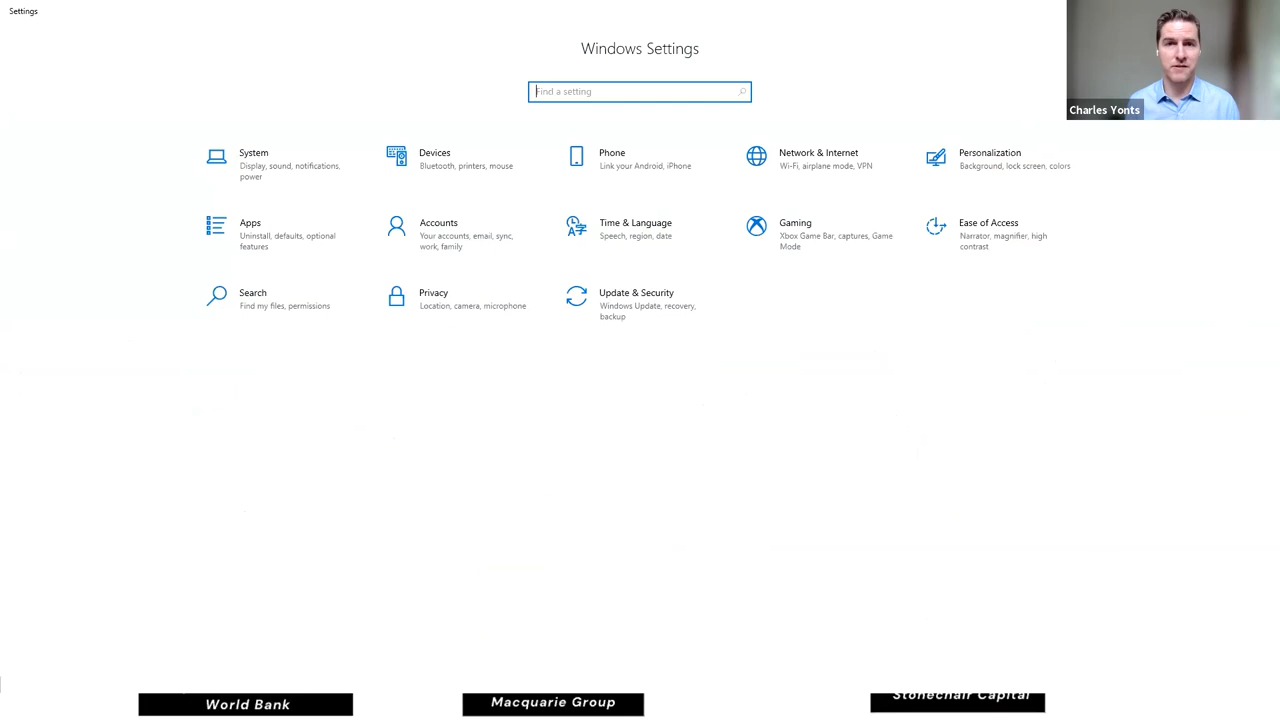 Settings
Windows Settings
Find a setting
Charles Yonts
System
Display, sound, notifications,
power
Devices
Bluetooth, printers, mouse
Phone
Link your Android, iPhone
Network & Internet
Wi-Fi, airplane mode, VPN
Personalization
Background, lock screen, colors
Apps
Uninstall, defaults, optional
features
Accounts
Your accounts, email, sync,
work, family
Time & Language
Speech, region, date
Gaming
Xbox Game Bar, captures, Game
Mode
Ease of Access
Narrator, magnifier, high
contrast
Search
Find my files, permissions
Privacy
Location, camera, microphone
Update & Security
Windows Update, recovery,
backup
World Bank
Macquarie Group
Stonechair Capital